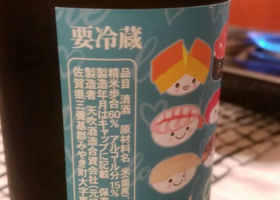 要冷蔵
品目 清酒 原材料名 米(国産)
精米歩合60% アルコール分15%
製造年月はキャップに記載 保
製造者 天吹酒造合資会社(元
佐賀県三養基郡みやき町大字